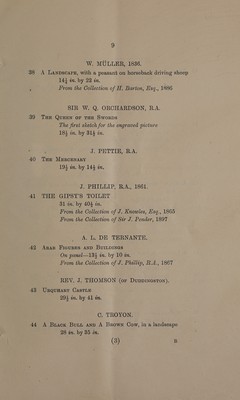 9
W. MÜLLER, 1836.
38 A LANDSCAPE, with a peasant on horseback driving sheep
14½ in. by 22 in.
From the Collection of H. Burton, Esq., 1886
SIR W. Q. ORCHARDSON, R.A.
39 THE QUEEN OF THE SWORDS
The first sketch for the engraved picture
18½ in. by 31½ in.
J. PETTIE, R.A.
40 THE MERCENARY
19½ in. by 14½ in.
J. PHILLIP, R.A., 1861.
41 THE GIPSY'S TOILET
31 in. by 40½ in.
From the Collection of J. Knowles, Esq., 1865
From the Collection of Sir J. Pender, 1897
A. L. DE TERNANTE.
42 ARAB FIGURES AND BUILDINGS
On panel—13½ in. by 10 in.
From the Collection of J. Phillip, R.A., 1867
REV. J. THOMSON (OF DUDDINGSTON).
43 URQUHART CASTLE
29½ in. by 41 in.
C. TROYON.
44 A BLACK BULL AND A BROWN COW, in a landscape
28 in. by 35 in.
(3) B